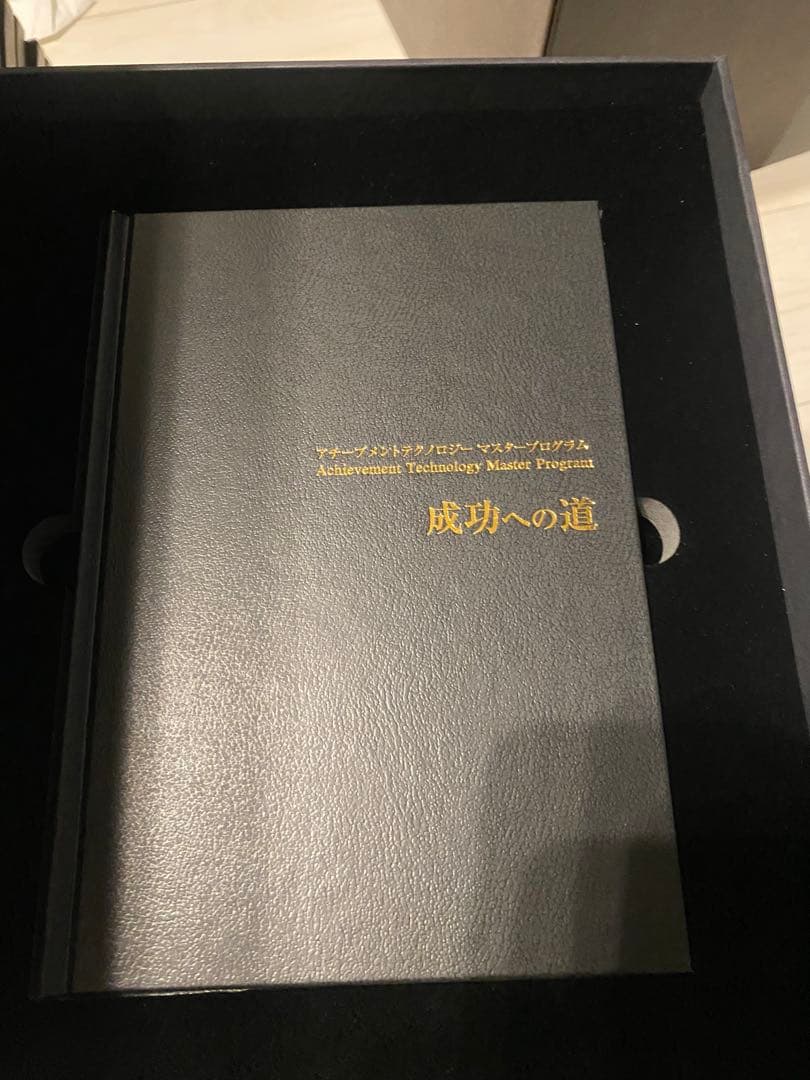 アチーブメントテクノロジー マスタープログラム
Achievement Technology Master Program
成功への道